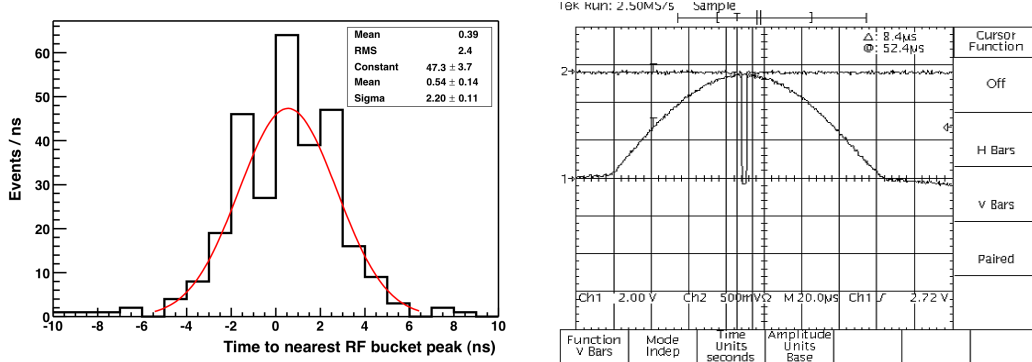 Mean 0.39
RMS 2.4
Constant 47.3 ± 3.7
Mean 0.54 ± 0.14
Sigma 2.20 ± 0.11
60
50
40
30
20
10
0
-10 -8 -6 -4 -2 0 2 4 6 8 10
Events / ns
Time to nearest RF bucket peak (ns)
Tek Run: 2.50MS/s Sample
[ T ]
Δ: 8.4µs
@: 52.4µs
2
T
T
1
Ch1 2.00 V Ch2 500mVΩ M 20.0µs Ch1 ʃ 2.72 V
Cursor
Function
Off
H Bars
V Bars
Paired
Function
V Bars
Mode
Indep
Time
Units
seconds
Amplitude
Units
Base